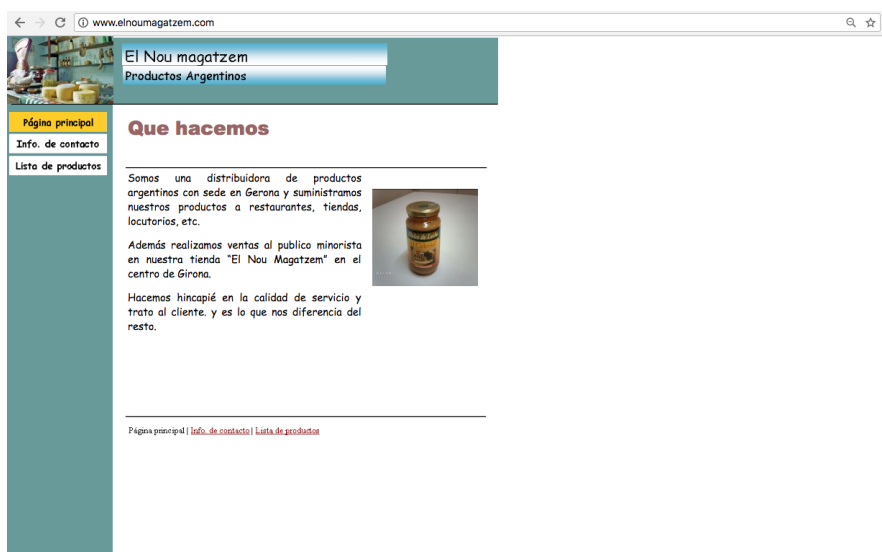 www.elnoumagatzem.com
El Nou magatzem
Productos Argentinos
Página principal
Info. de contacto
Lista de productos
Que hacemos
Somos una distribuidora de productos
argentinos con sede en Gerona y suministramos
nuestros productos a restaurantes, tiendas,
locutorios, etc.
Además realizamos ventas al publico minorista
en nuestra tienda “El Nou Magatzem” en el
centro de Girona.
Hacemos hincapié en la calidad de servicio y
trato al cliente. y es lo que nos diferencia del
resto.
Dulce de Leche
Página principal | Info. de contacto | Lista de productos